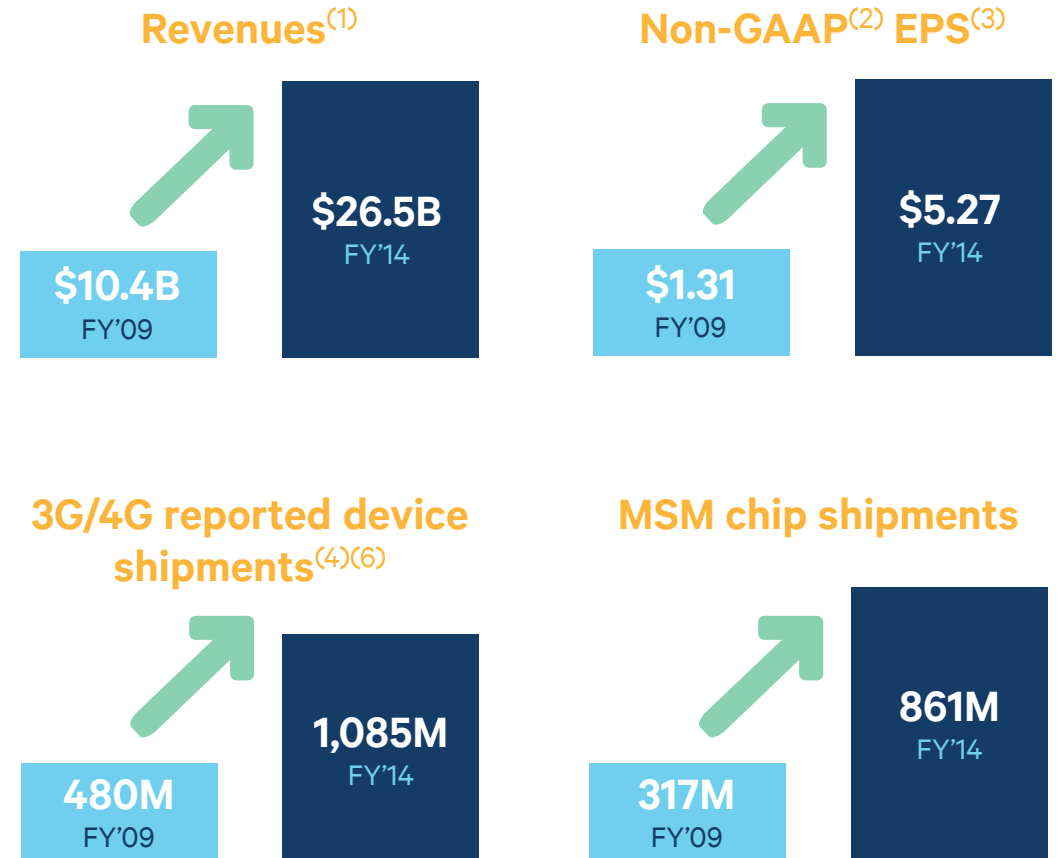 Revenues(1)
$10.4B
FY’09
$26.5B
FY’14
Non-GAAP(2) EPS(3)
$1.31
FY’09
$5.27
FY’14
3G/4G reported device
shipments(4)(6)
480M
FY’09
1,085M
FY’14
MSM chip shipments
317M
FY’09
861M
FY’14